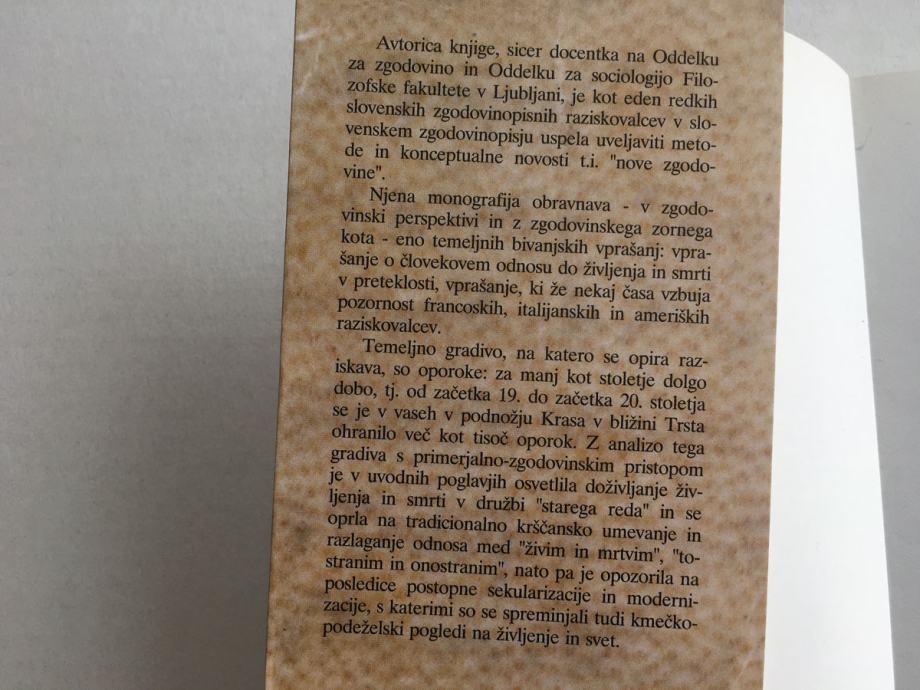 Avtorica knjige, sicer docentka na Oddelku
za zgodovino in Oddelku za sociologijo Filo-
zofske fakultete v Ljubljani, je kot eden redkih
slovenskih zgodovinopisnih raziskovalcev v slo-
venskem zgodovinopisju uspela uveljaviti meto-
de in konceptualne novosti t.i. "nove zgodo-
vine".
Njena monografija obravnava - v zgodo-
vinski perspektivi in z zgodovinskega zornega
kota - eno temeljnih bivanjskih vprašanj: vpra-
šanje o človekovem odnosu do življenja in smrti
v preteklosti, vprašanje, ki že nekaj časa vzbuja
pozornost francoskih, italijanskih in ameriških
raziskovalcev.
Temeljno gradivo, na katero se opira raz-
iskava, so oporoke: za manj kot stoletje dolgo
dobo, tj. od začetka 19. do začetka 20. stoletja
se je v vaseh v podnožju Krasa v bližini Trsta
ohranilo več kot tisoč oporok. Z analizo tega
gradiva s primerjalno-zgodovinskim pristopom
je v uvodnih poglavjih osvetlila doživljanje živ-
ljenja in smrti v družbi "starega reda" in se
oprla na tradicionalno krščansko umevanje in
razlaganje odnosa med "živim in mrtvim", "to-
stranim in onostranim", nato pa je opozorila na
posledice postopne sekularizacije in moderni-
zacije, s katerimi so se spreminjali tudi kmečko-
podeželski pogledi na življenje in svet.